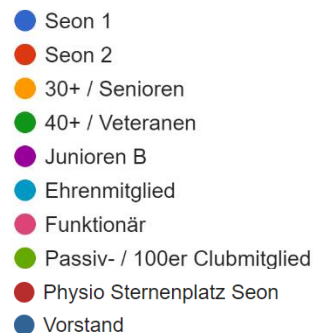 Seon 1
Seon 2
30+ / Senioren
40+ / Veteranen
Junioren B
Ehrenmitglied
Funktionär
Passiv- / 100er Clubmitglied
Physio Sternenplatz Seon
Vorstand